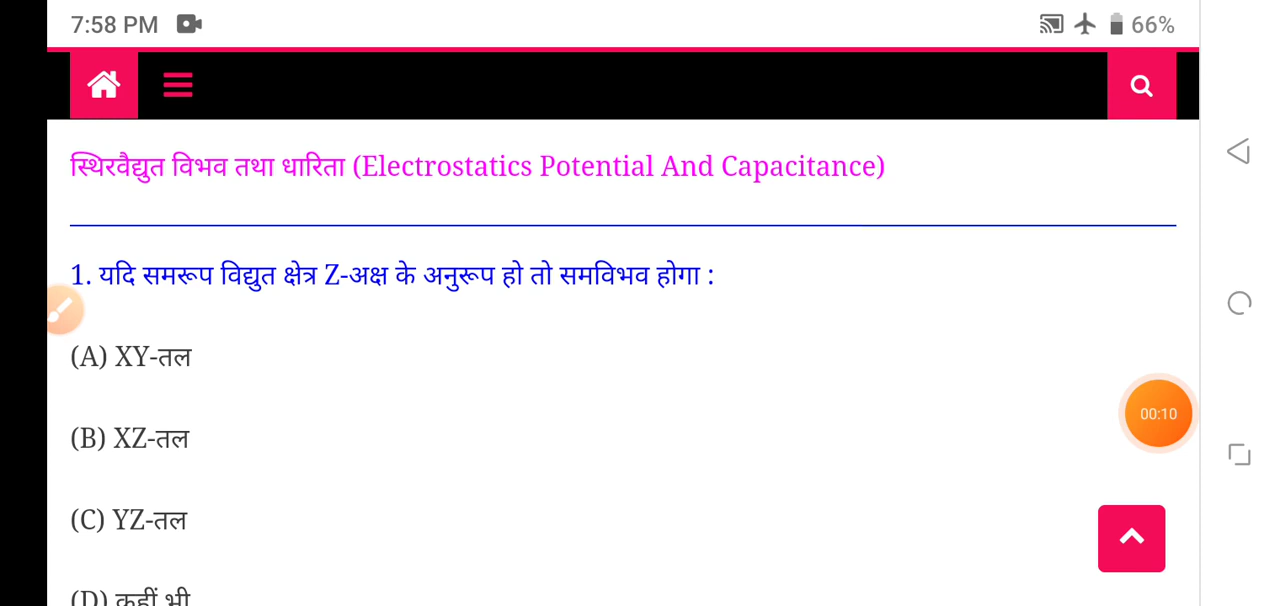 7:58 PM 66%
स्थिरवैद्युत विभव तथा धारिता (Electrostatics Potential And Capacitance)
1. यदि समरूप विद्युत क्षेत्र Z-अक्ष के अनुरूप हो तो समविभव होगा :
(A) XY-तल
(B) XZ-तल
00:10
(C) YZ-तल
(D) कहीं भी